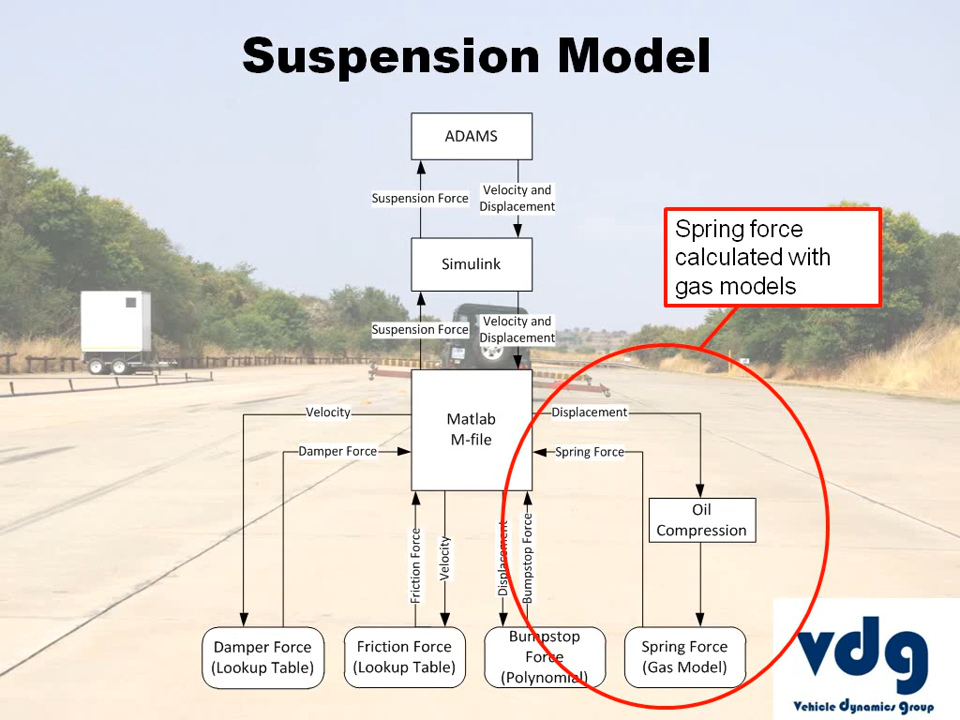 Suspension Model
ADAMS
Suspension Force
Velocity and
Displacement
Spring force
calculated with
gas models
Simulink
Suspension Force
Velocity and
Displacement
Matlab
M-file
Velocity
Damper Force
Displacement
Spring Force
Friction Force
Velocity
Displacement
Bumpstop Force
Oil
Compression
Damper Force
(Lookup Table)
Friction Force
(Lookup Table)
Bumpstop
Force
(Polynomial)
Spring Force
(Gas Model)
vdg
Vehicle Dynamics Group